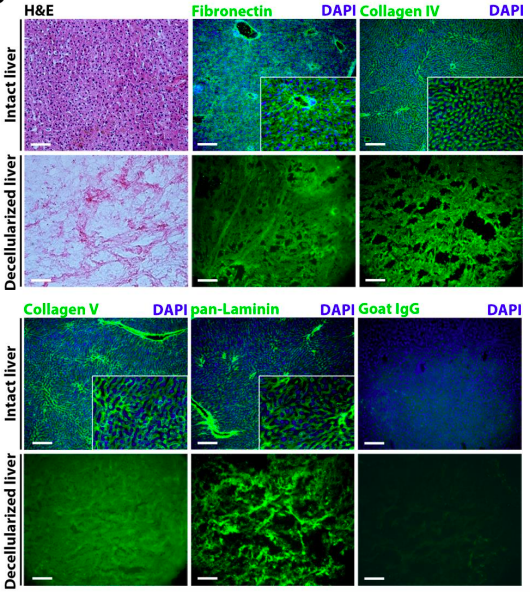 H&E Fibronectin DAPI Collagen IV DAPI
Intact liver
Decellularized liver
Collagen V DAPI pan-Laminin DAPI Goat IgG DAPI
Intact liver
Decellularized liver